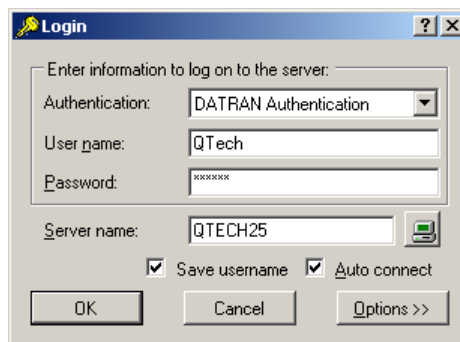 Login
Enter information to log on to the server:
Authentication: DATRAN Authentication
User name: QTech
Password: ******
Server name: QTECH25
Save username Auto connect
OK Cancel Options >>